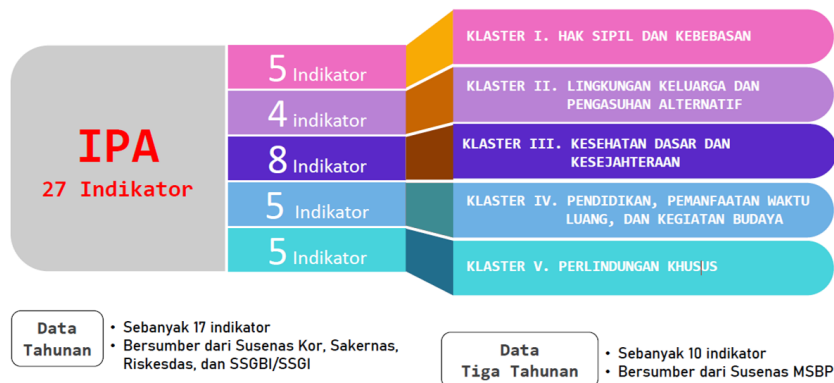 IPA
27 Indikator
5 Indikator
4 indikator
8 Indikator
5 Indikator
5 Indikator
KLASTER I. HAK SIPIL DAN KEBEBASAN
KLASTER II. LINGKUNGAN KELUARGA DAN
PENGASUHAN ALTERNATIF
KLASTER III. KESEHATAN DASAR DAN
KESEJAHTERAAN
KLASTER IV. PENDIDIKAN, PEMANFAATAN WAKTU
LUANG, DAN KEGIATAN BUDAYA
KLASTER V. PERLINDUNGAN KHUSUS
Data
Tahunan
• Sebanyak 17 indikator
• Bersumber dari Susenas Kor, Sakernas,
Riskesdas, dan SSGBI/SSGI
Data
Tiga Tahunan
• Sebanyak 10 indikator
• Bersumber dari Susenas MSBP